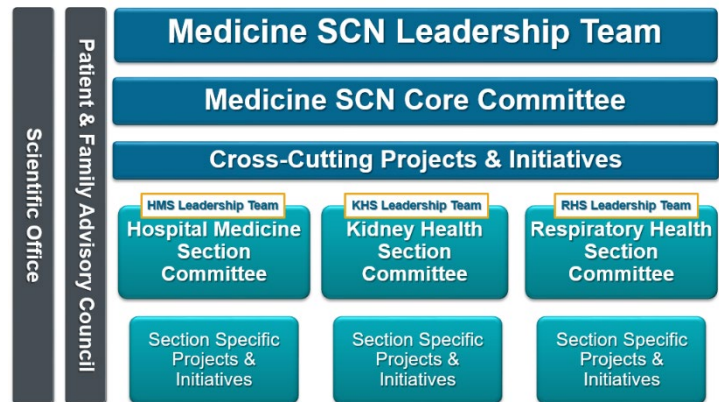 Scientific Office
Patient & Family Advisory Council
Medicine SCN Leadership Team
Medicine SCN Core Committee
Cross-Cutting Projects & Initiatives
HMS Leadership Team
Hospital Medicine
Section
Committee
KHS Leadership Team
Kidney Health
Section
Committee
RHS Leadership Team
Respiratory Health
Section
Committee
Section Specific
Projects &
Initiatives
Section Specific
Projects &
Initiatives
Section Specific
Projects &
Initiatives